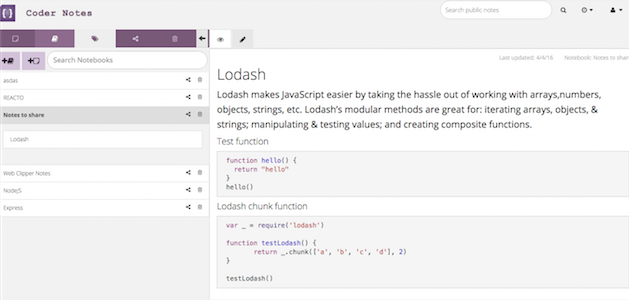 Coder Notes
Search public notes
Search Notebooks
asdas
REACTO
Notes to share
Lodash
Web Clipper Notes
NodeJS
Express
Last updated: 4/4/16 Notebook: Notes to share
Lodash
Lodash makes JavaScript easier by taking the hassle out of working with arrays,numbers,
objects, strings, etc. Lodash's modular methods are great for: iterating arrays, objects, &
strings; manipulating & testing values; and creating composite functions.
Test function
function hello() {
return "hello"
}
hello()
Lodash chunk function
var _ = require('lodash')
function testLodash() {
return _.chunk(['a', 'b', 'c', 'd'], 2)
}
testLodash()